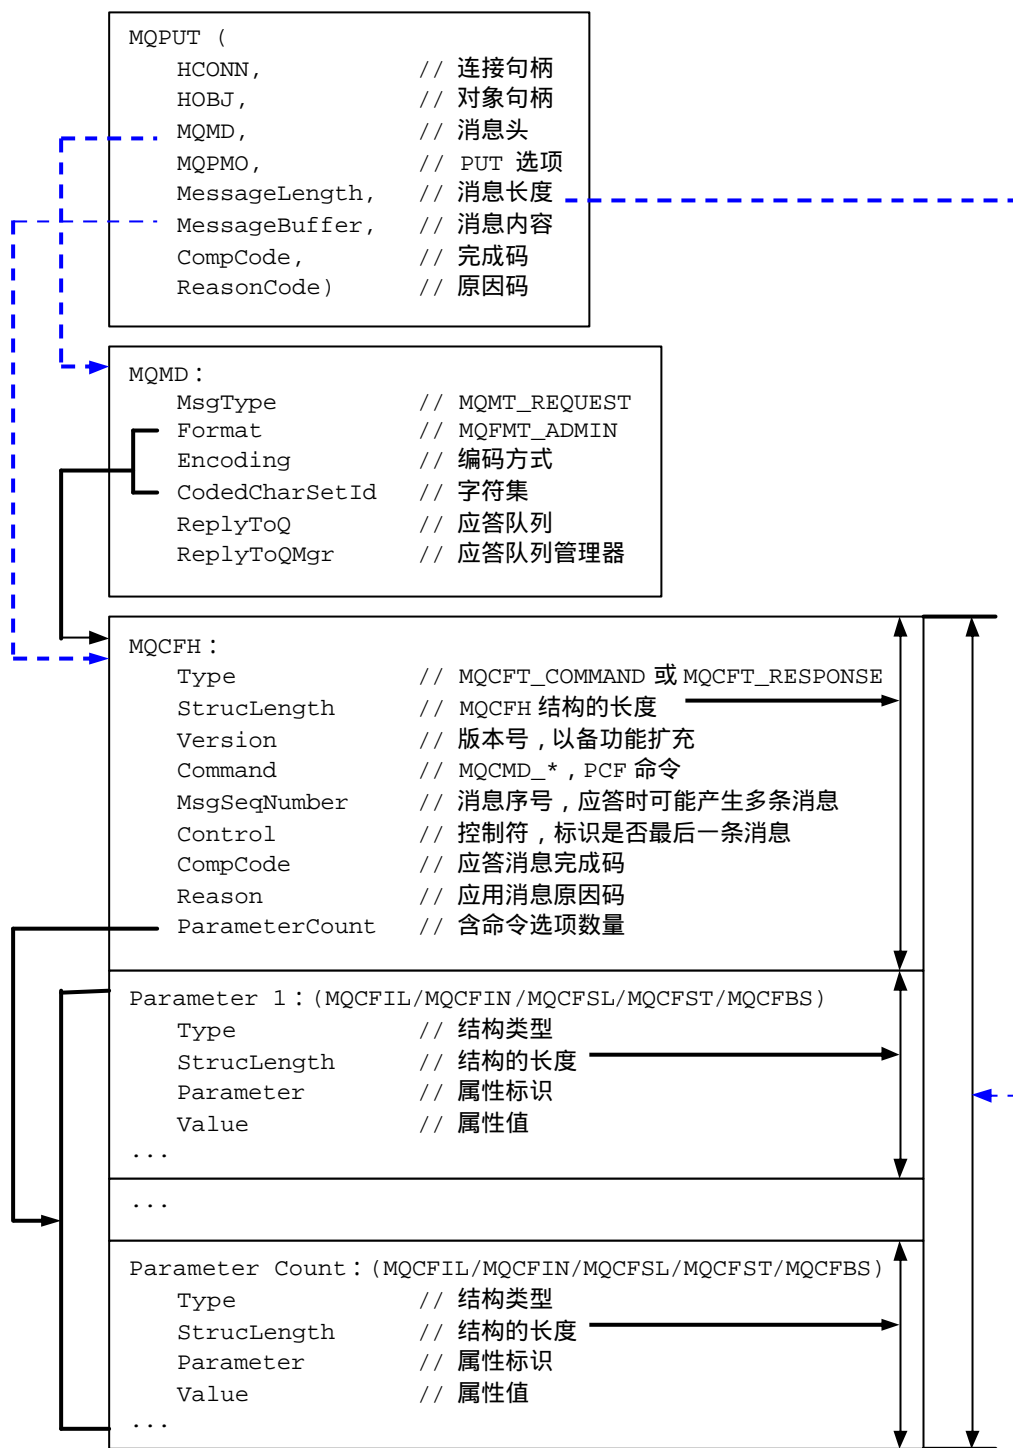 MQPUT (
HCONN, // 连接句柄
HOBJ, // 对象句柄
MQMD, // 消息头
MQPMO, // PUT 选项
MessageLength, // 消息长度
MessageBuffer, // 消息内容
CompCode, // 完成码
ReasonCode) // 原因码
MQMD：
MsgType // MQMT_REQUEST
Format // MQFMT_ADMIN
Encoding // 编码方式
CodedCharSetId // 字符集
ReplyToQ // 应答队列
ReplyToQMgr // 应答队列管理器
MQCFH：
Type // MQCFT_COMMAND 或 MQCFT_RESPONSE
StrucLength // MQCFH 结构的长度
Version // 版本号，以备功能扩充
Command // MQCMD_*，PCF 命令
MsgSeqNumber // 消息序号，应答时可能产生多条消息
Control // 控制符，标识是否最后一条消息
CompCode // 应答消息完成码
Reason // 应用消息原因码
ParameterCount // 含命令选项数量
Parameter 1：(MQCFIL/MQCFIN/MQCFSL/MQCFST/MQCFBS)
Type // 结构类型
StrucLength // 结构的长度
Parameter // 属性标识
Value // 属性值
...
...
Parameter Count：(MQCFIL/MQCFIN/MQCFSL/MQCFST/MQCFBS)
Type // 结构类型
StrucLength // 结构的长度
Parameter // 属性标识
Value // 属性值
...